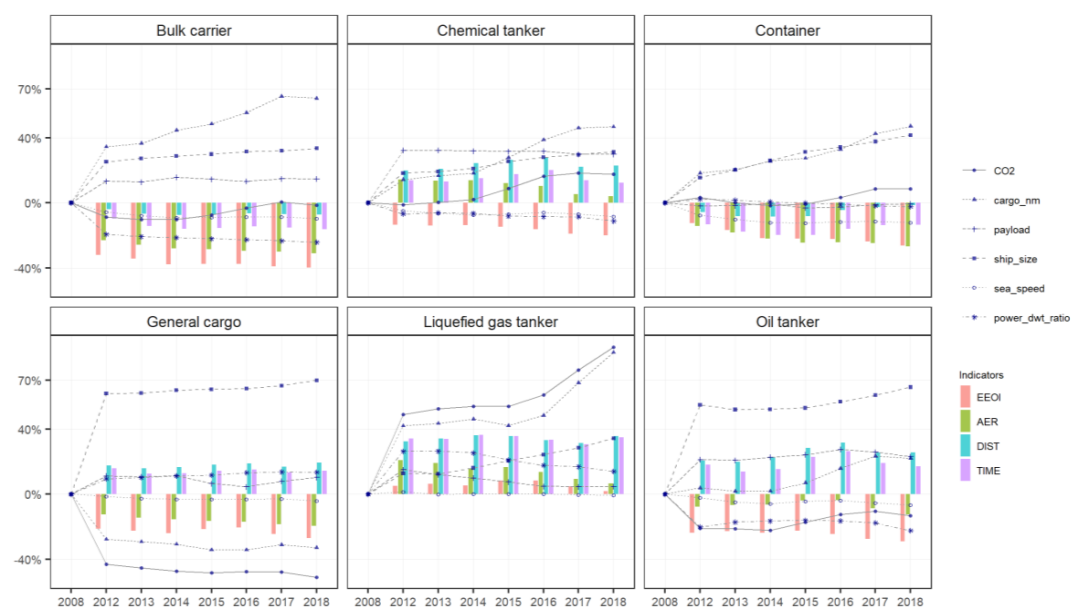 Bulk carrier
Chemical tanker
Container
70%
40%
0%
-40%
General cargo
Liquefied gas tanker
Oil tanker
70%
40%
0%
-40%
2008 2012 2013 2014 2015 2016 2017 2018
2008 2012 2013 2014 2015 2016 2017 2018
2008 2012 2013 2014 2015 2016 2017 2018
CO2
cargo_nm
payload
ship_size
sea_speed
power_dwt_ratio
Indicators
EEOI
AER
DIST
TIME